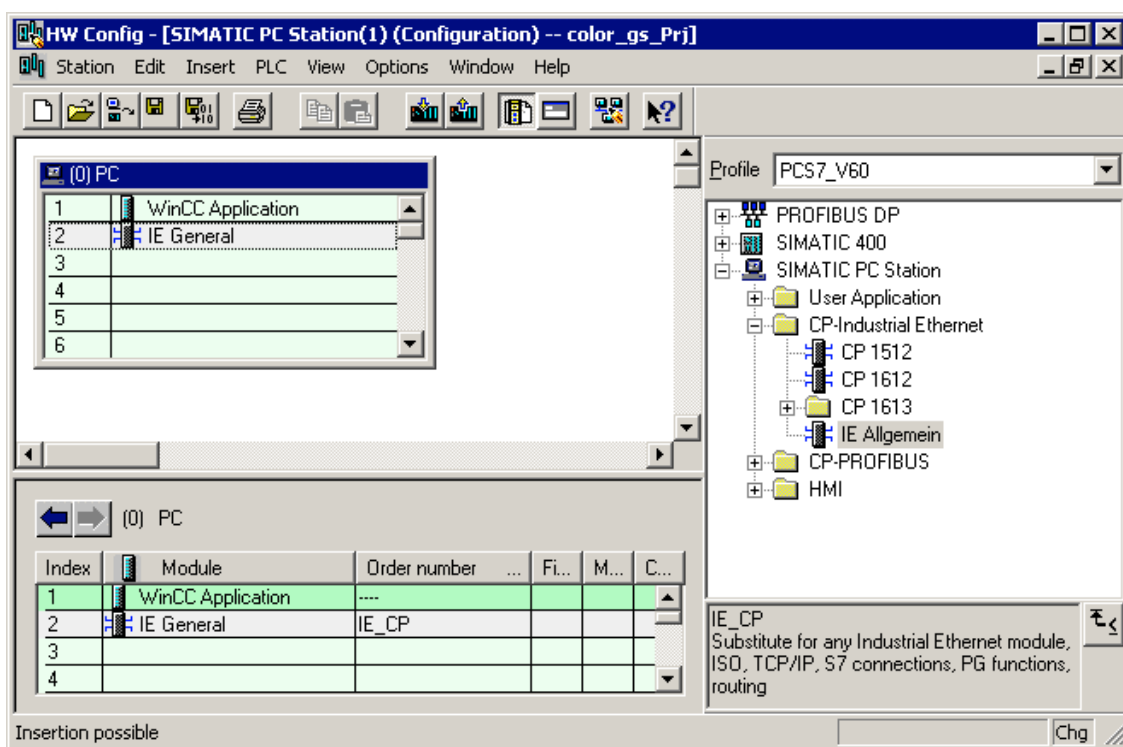 HW Config - [SIMATIC PC Station(1) (Configuration) -- color_gs_Prj]
Station Edit Insert PLC View Options Window Help
(0) PC
1 WinCC Application
2 IE General
3
4
5
6
Profile PCS7_V60
PROFIBUS DP
SIMATIC 400
SIMATIC PC Station
User Application
CP-Industrial Ethernet
CP 1512
CP 1612
CP 1613
IE Allgemein
CP-PROFIBUS
HMI
(0) PC
Index Module Order number ... Fi... M... C...
1 WinCC Application ----
2 IE General IE_CP
3
4
IE_CP
Substitute for any Industrial Ethernet module,
ISO, TCP/IP, S7 connections, PG functions,
routing
Insertion possible Chg